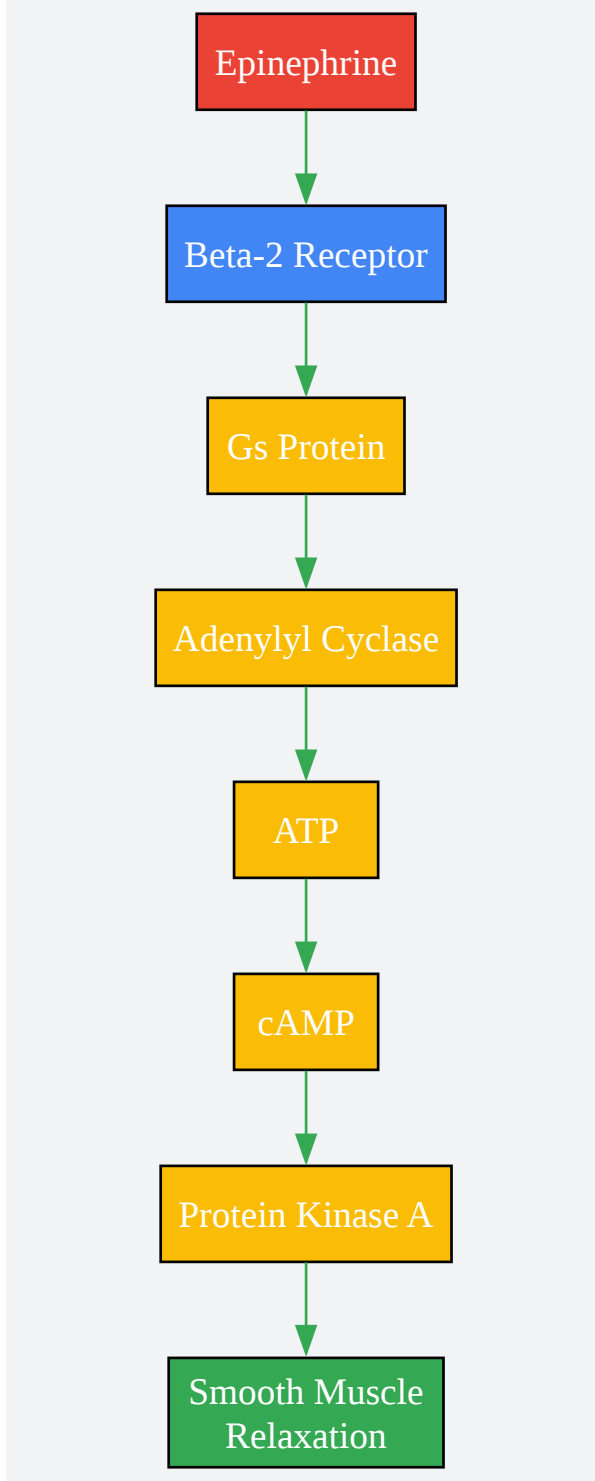 Epinephrine
Beta-2 Receptor
Gs Protein
Adenylyl Cyclase
ATP
cAMP
Protein Kinase A
Smooth Muscle
Relaxation